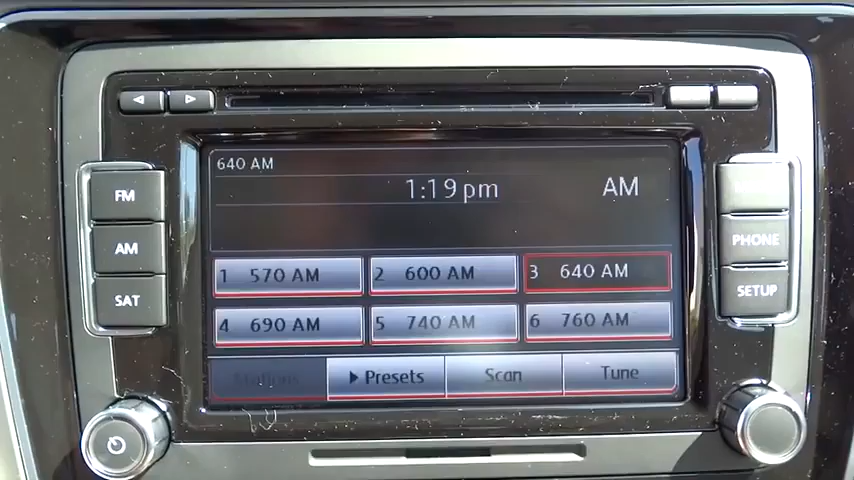 640 AM
1:19 pm
AM
FM
AM
SAT
PHONE
SETUP
1 570 AM
2 600 AM
3 640 AM
4 690 AM
5 740 AM
6 760 AM
Stations
Presets
Scan
Tune